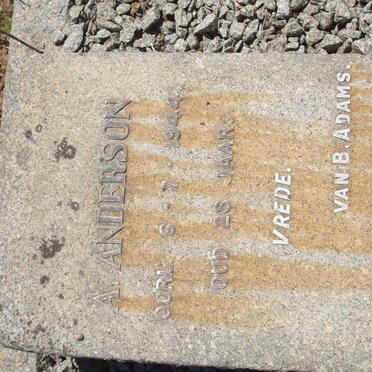 A ANDERSON
OORL. 6 - 7 - 1944.
OUD 26 JAAR.
VREDE.
VAN B. ADAMS.